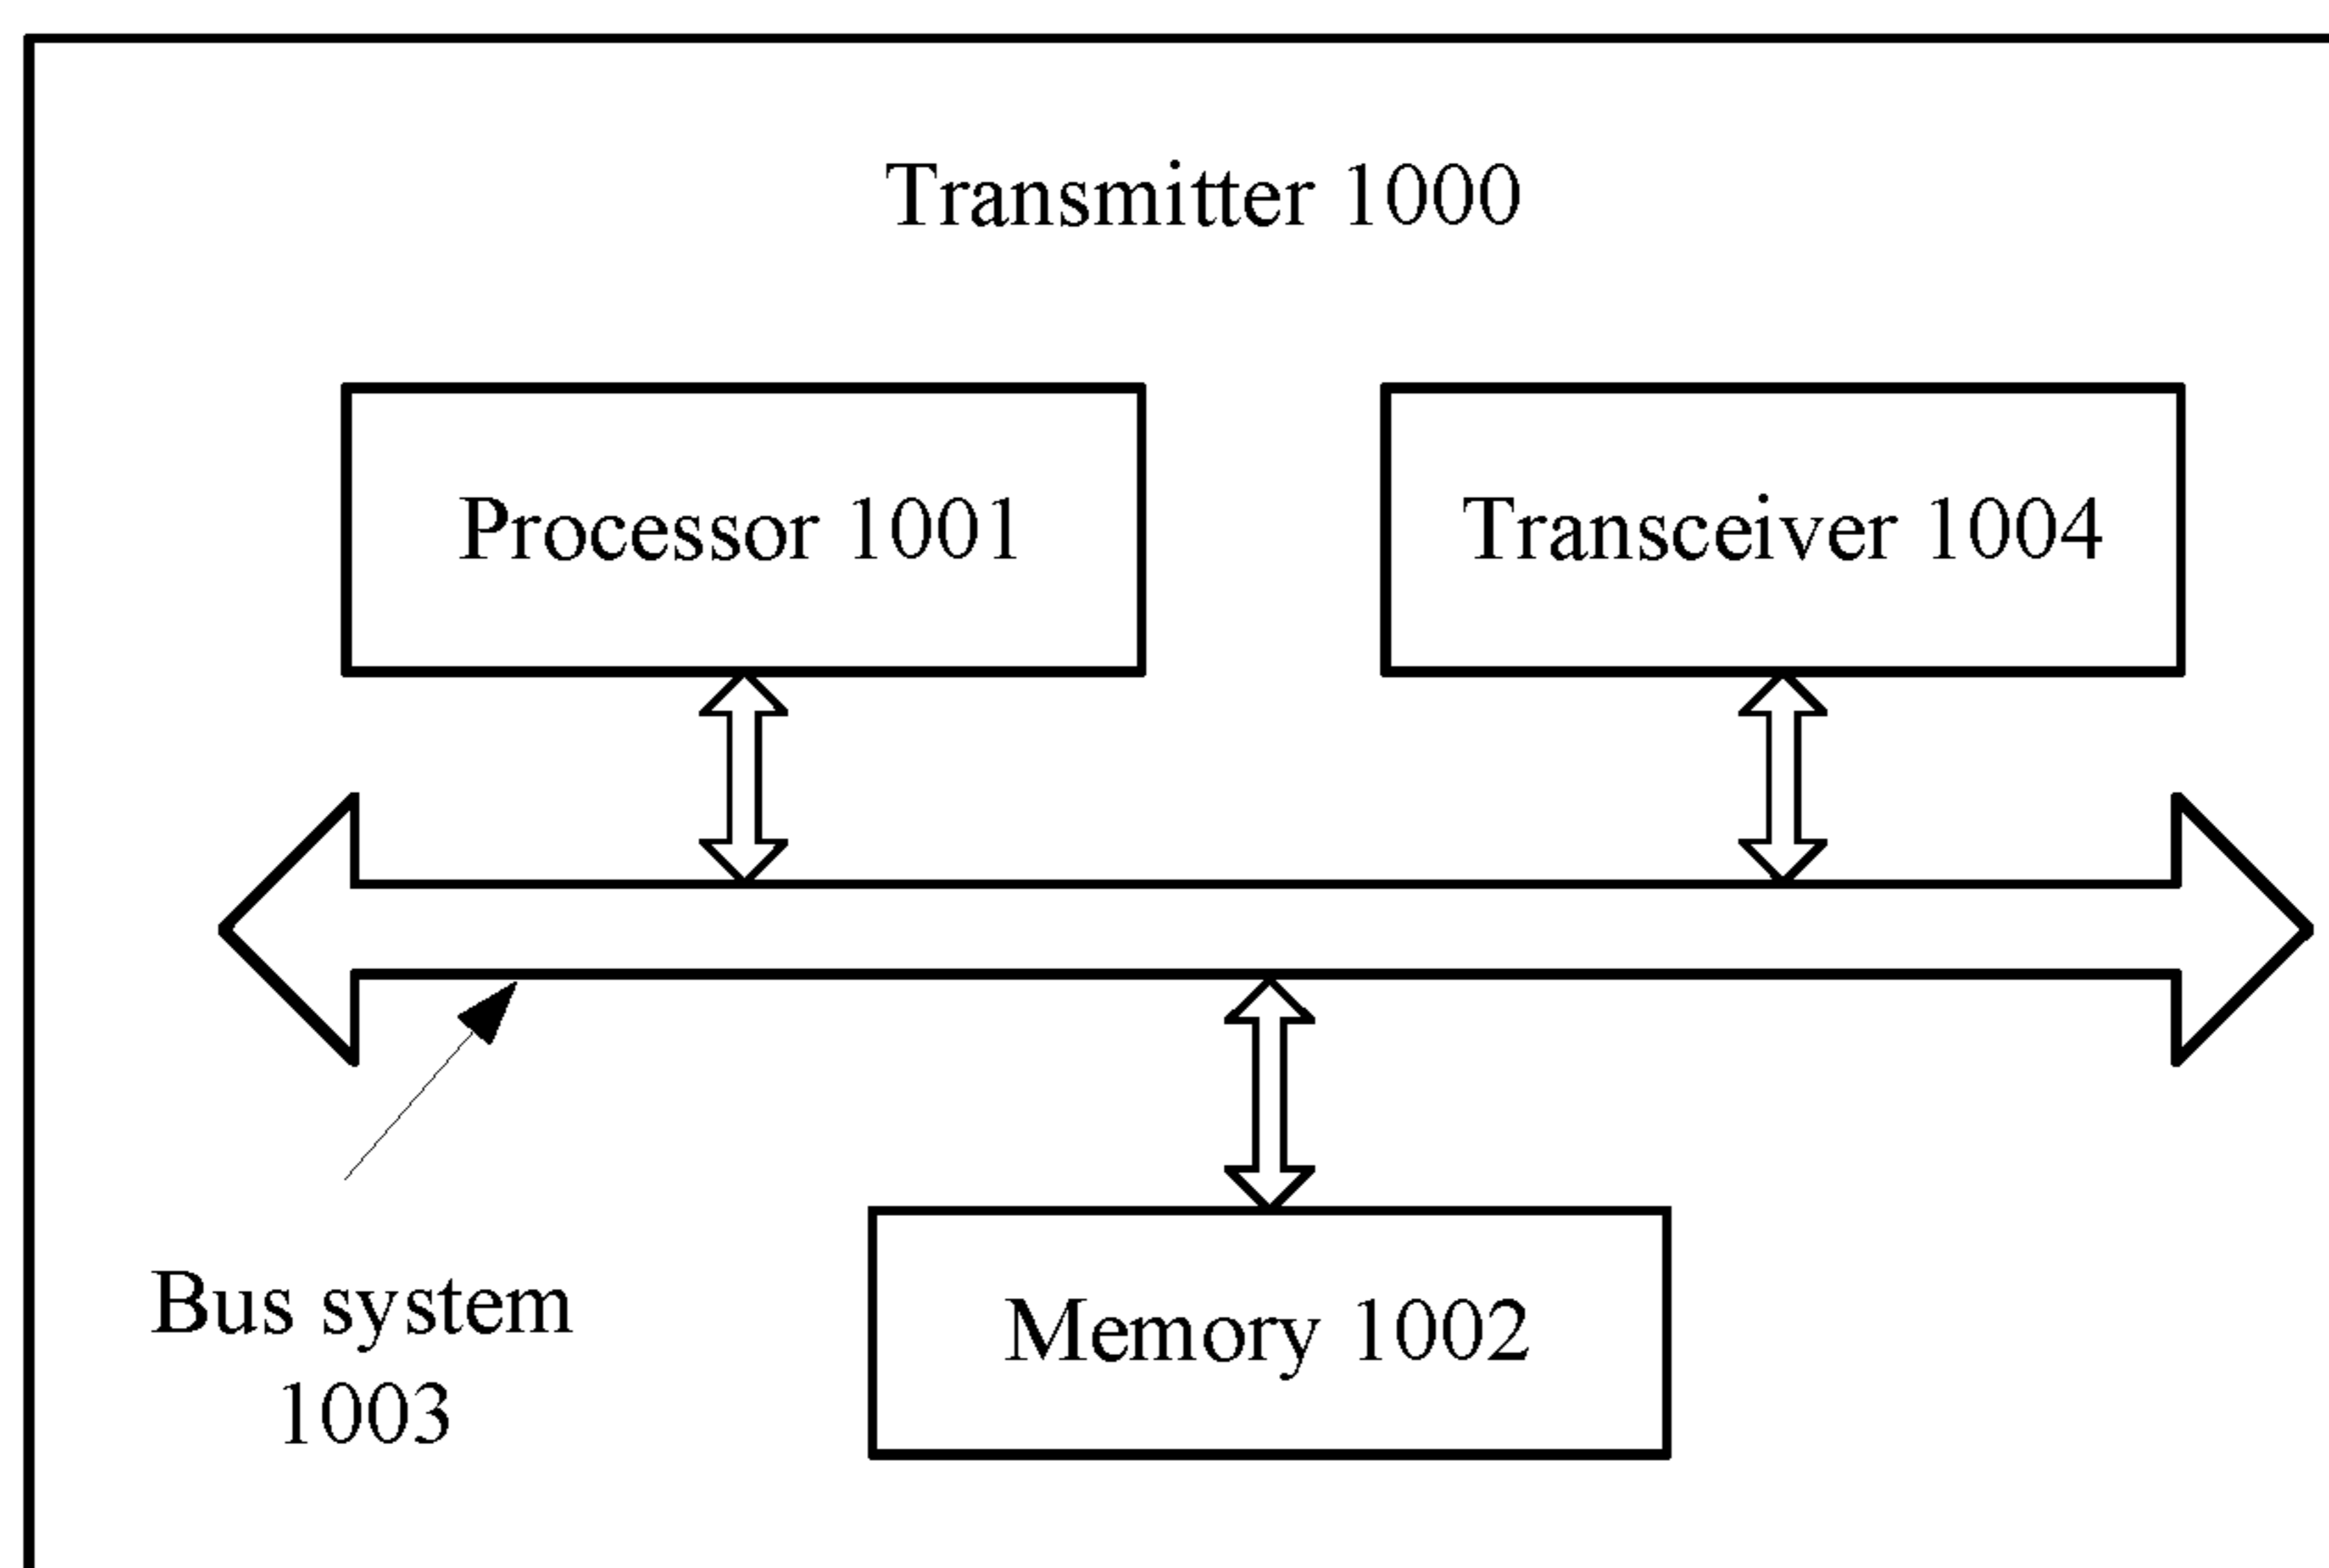 Transmitter 1000
Processor 1001
Transceiver 1004
Bus system
1003
Memory 1002